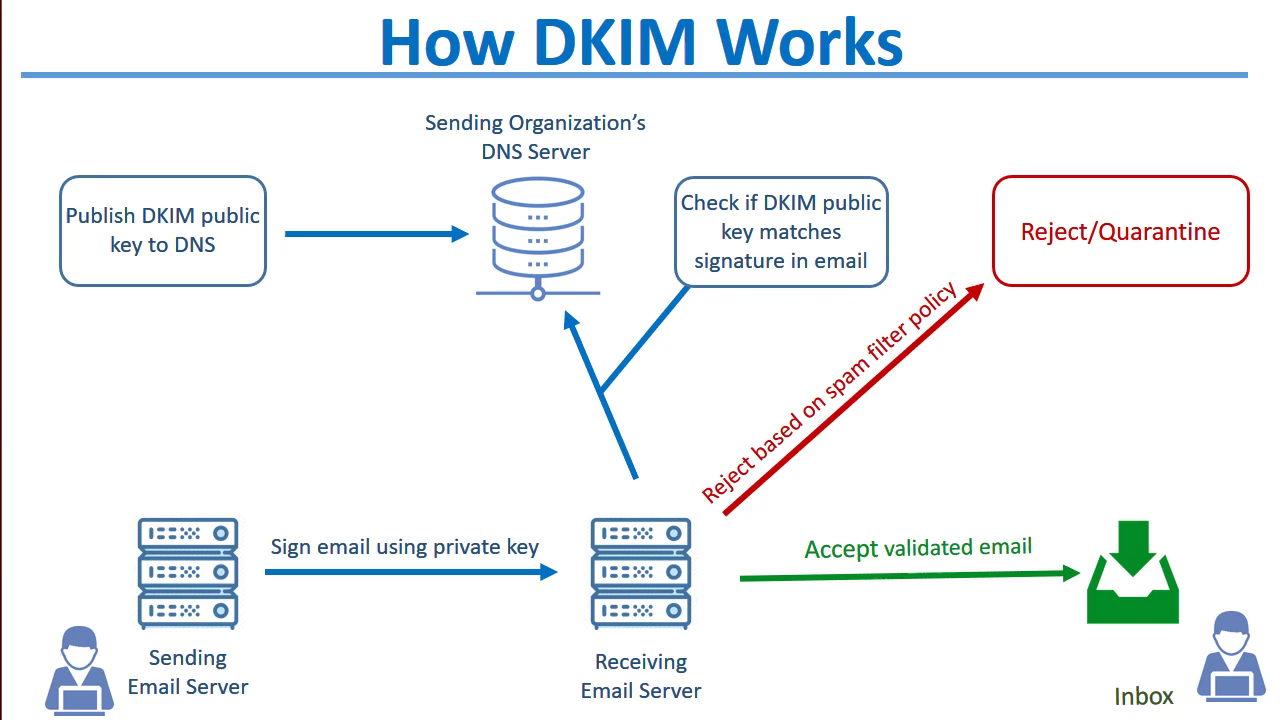 How DKIM Works
Sending Organization's
DNS Server
Publish DKIM public
key to DNS
Check if DKIM public
key matches
signature in email
Reject/Quarantine
Reject based on spam filter policy
Sign email using private key
Accept validated email
Sending
Email Server
Receiving
Email Server
Inbox